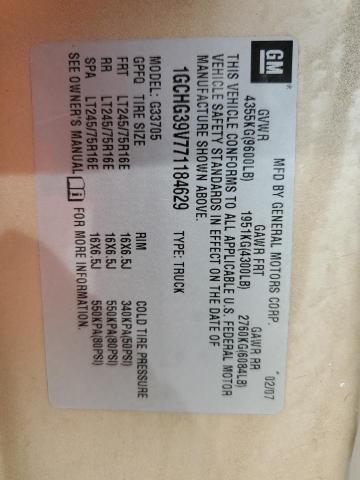 GM
®
MFD BY GENERAL MOTORS CORP.
02/07
GVWR GAWR FRT GAWR RR
4355KG(9600LB) 1951KG(4300LB) 2760KG(6084LB)
THIS VEHICLE CONFORMS TO ALL APPLICABLE U.S. FEDERAL MOTOR
VEHICLE SAFETY STANDARDS IN EFFECT ON THE DATE OF
MANUFACTURE SHOWN ABOVE.
1GCHG39V771184629 TYPE: TRUCK
MODEL: G33705
GPFQ TIRE SIZE RIM COLD TIRE PRESSURE
FRT LT245/75R16E 16X6.5J 340KPA(50PSI)
RR LT245/75R16E 16X6.5J 550KPA(80PSI)
SPA LT245/75R16E 16X6.5J 550KPA(80PSI)
SEE OWNER'S MANUAL FOR MORE INFORMATION.